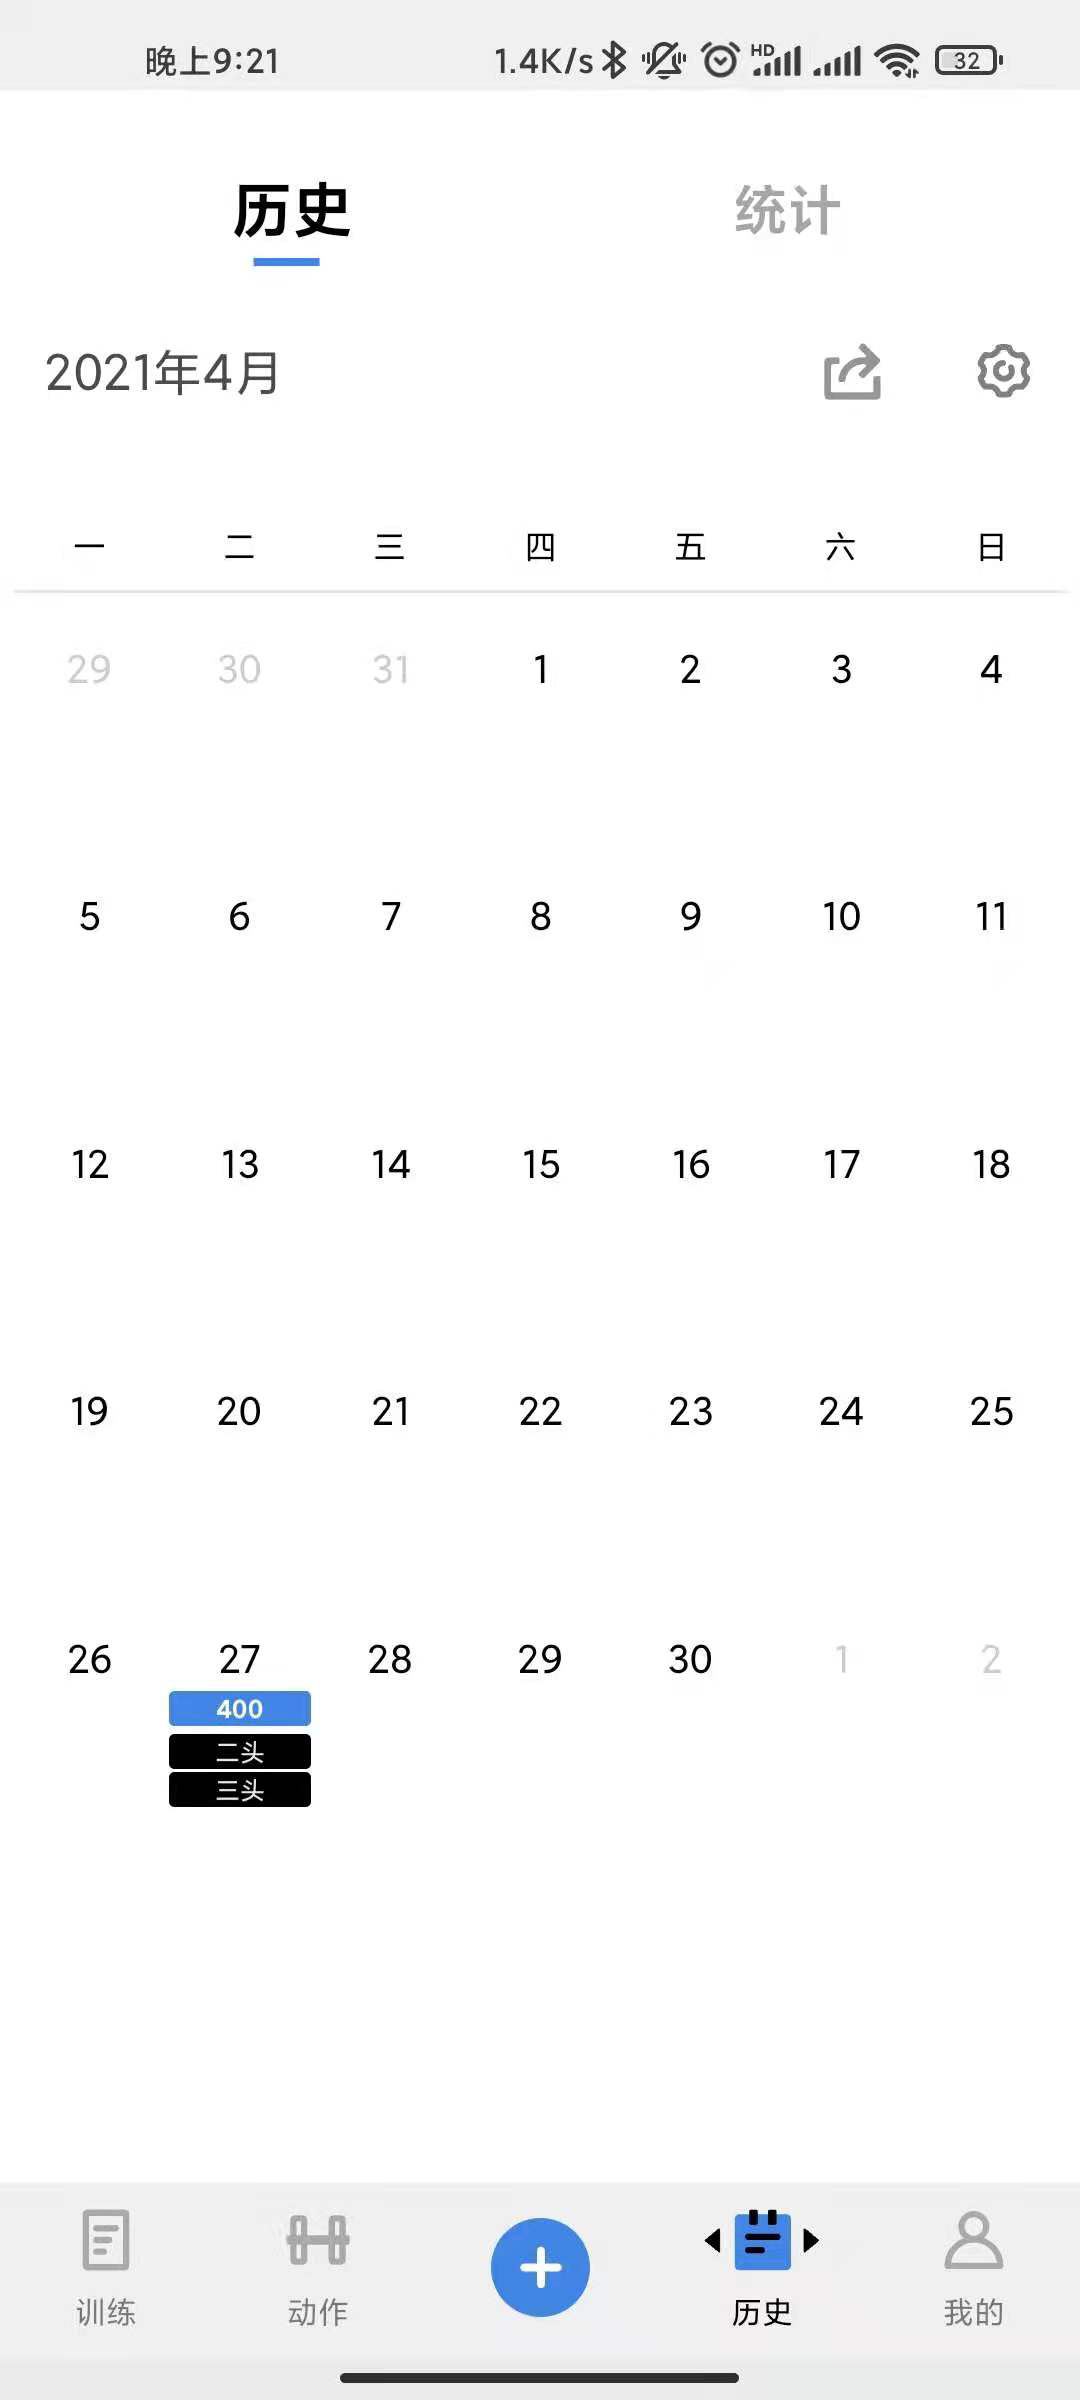 晚上9:21 1.4K/s HD 32
历史 统计
2021年4月
一 二 三 四 五 六 日
29 30 31 1 2 3 4
5 6 7 8 9 10 11
12 13 14 15 16 17 18
19 20 21 22 23 24 25
26 27 28 29 30 1 2
400
二头
三头
训练 动作 历史 我的